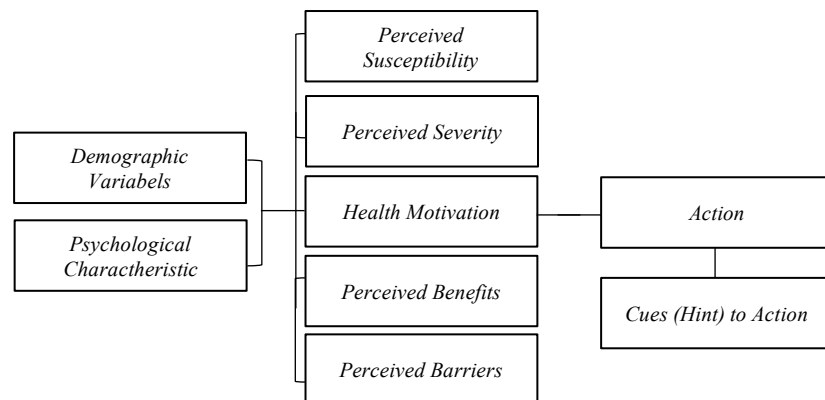 Perceived
Susceptibility
Perceived Severity
Demographic
Variabels
Health Motivation
Action
Psychological
Charactheristic
Perceived Benefits
Cues (Hint) to Action
Perceived Barriers